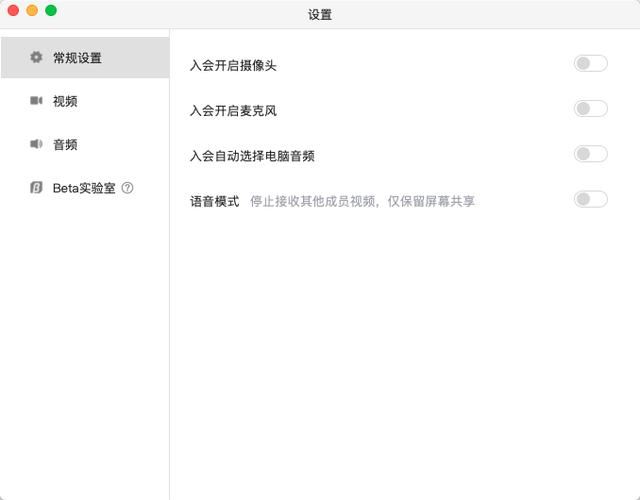 设置
常规设置
视频
音频
Beta实验室
入会开启摄像头
入会开启麦克风
入会自动选择电脑音频
语音模式 停止接收其他成员视频，仅保留屏幕共享